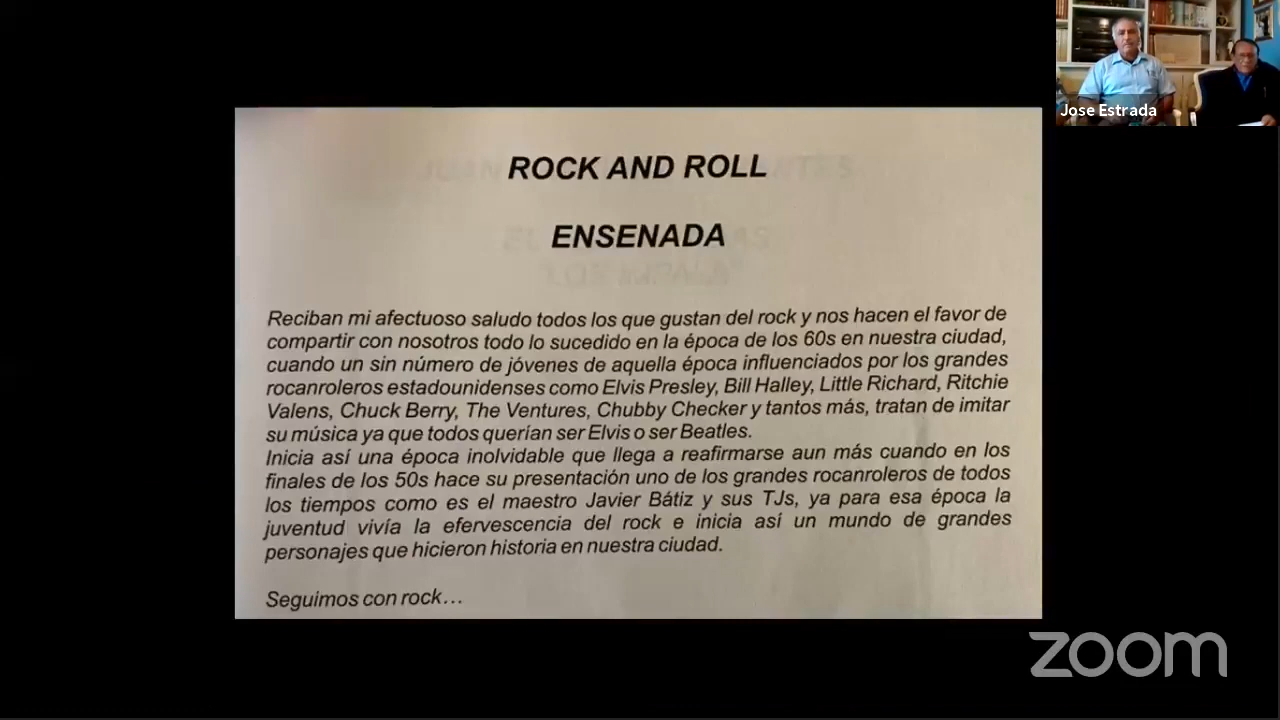 Jose Estrada
ROCK AND ROLL
ENSENADA
Reciban mi afectuoso saludo todos los que gustan del rock y nos hacen el favor de
compartir con nosotros todo lo sucedido en la época de los 60s en nuestra ciudad,
cuando un sin número de jóvenes de aquella época influenciados por los grandes
rocanroleros estadounidenses como Elvis Presley, Bill Halley, Little Richard, Ritchie
Valens, Chuck Berry, The Ventures, Chubby Checker y tantos más, tratan de imitar
su música ya que todos querían ser Elvis o ser Beatles.
Inicia así una época inolvidable que llega a reafirmarse aun más cuando en los
finales de los 50s hace su presentación uno de los grandes rocanroleros de todos
los tiempos como es el maestro Javier Bátiz y sus TJs, ya para esa época la
juventud vivía la efervescencia del rock e inicia así un mundo de grandes
personajes que hicieron historia en nuestra ciudad.
Seguimos con rock...
zoom